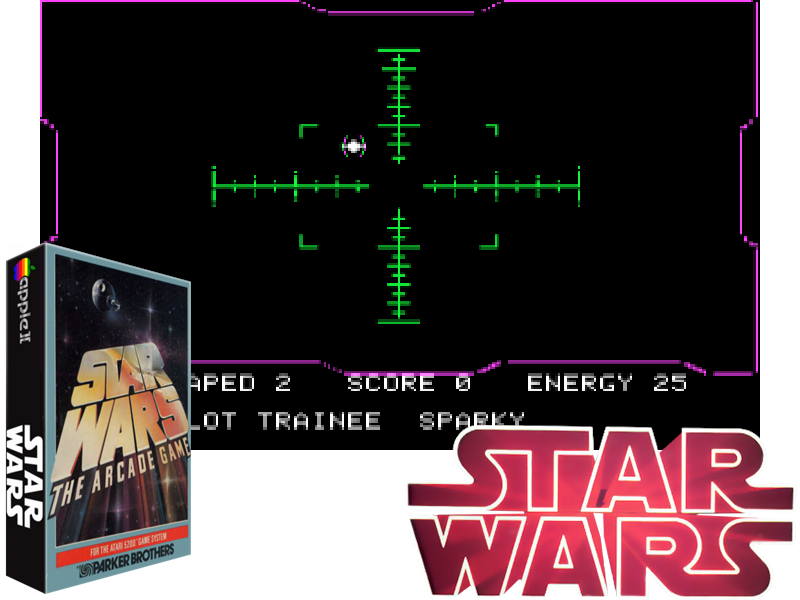 APED 2 SCORE 0 ENERGY 25
LOT TRAINEE SPARKY
apple II
STAR
WARS
STAR
WARS
THE ARCADE GAME
FOR THE ATARI 5200 GAME SYSTEM
PARKER BROTHERS
STAR
WARS